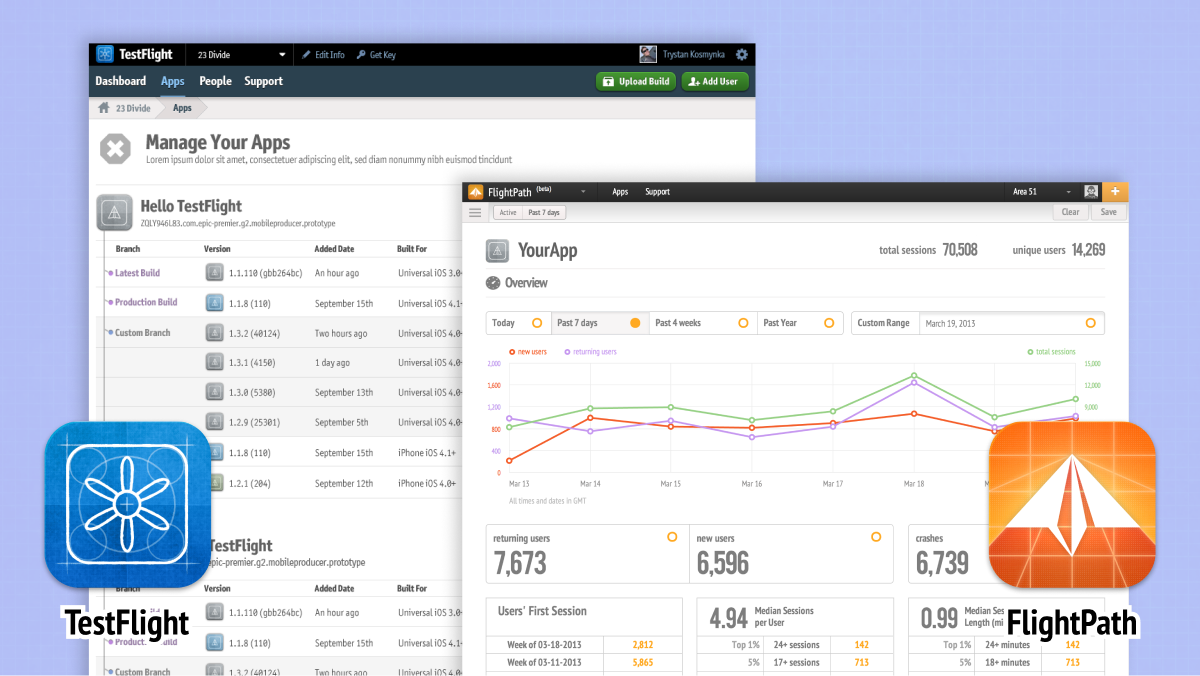 TestFlight 23 Divide Edit Info Get Key Trystan Kosmynka
Dashboard Apps People Support Upload Build Add User
23 Divide Apps
Manage Your Apps
Lorem ipsum dolor sit amet, consectetuer adipiscing elit, sed diam nonummy nibh euismod tincidunt
Hello TestFlight
ZQLY946L83.com.epic-premier.g2.mobileproducer.prototype
Branch Version Added Date Built For
Latest Build 1.1.110 (gbb264bc) An hour ago Universal iOS 3.0
Production Build 1.1.8 (110) September 15th Universal iOS 4.1+
Custom Branch 1.3.2 (40124) Two hours ago Universal iOS 4.0
1.3.1 (4150) 1 day ago Universal iOS 4.0
1.3.0 (5380) September 13th Universal iOS 4.0
1.2.9 (25301) September 5th Universal iOS 4.0
1.1.8 (110) September 15th iPhone iOS 4.1+
1.2.1 (204) September 12th iPhone iOS 4.0+
TestFlight
epic-premier.g2.mobileproducer.prototype
Branch Version Added Date Built For
1.1.110 (gbb264bc) An hour ago Universal iOS 3.0
1.1.8 (110) September 15th Universal iOS 4.1
Custom Branch 1.3.2 (40124) Two hours ago Universal iOS 4.0
TestFlight
FlightPath (beta) Apps Support Area 51 +
Active Past 7 days Clear Save
YourApp total sessions 70,508 unique users 14,269
Overview
Today Past 7 days Past 4 weeks Past Year Custom Range March 19, 2013
new users returning users total sessions
2,000 15,000
1,600 12,000
1,200 9,000
800
400
0
Mar 13 Mar 14 Mar 15 Mar 16 Mar 17 Mar 18
All times and dates in GMT
returning users new users crashes
7,673 6,596 6,739
Users' First Session 4.94 Median Sessions per User 0.99 Median
Length
Week of 03-18-2013 2,812 Top 1% 24+ sessions 142 Top 1% 24+ minutes 142
Week of 03-11-2013 5,865 5% 17+ sessions 713 5% 18+ minutes 713
FlightPath